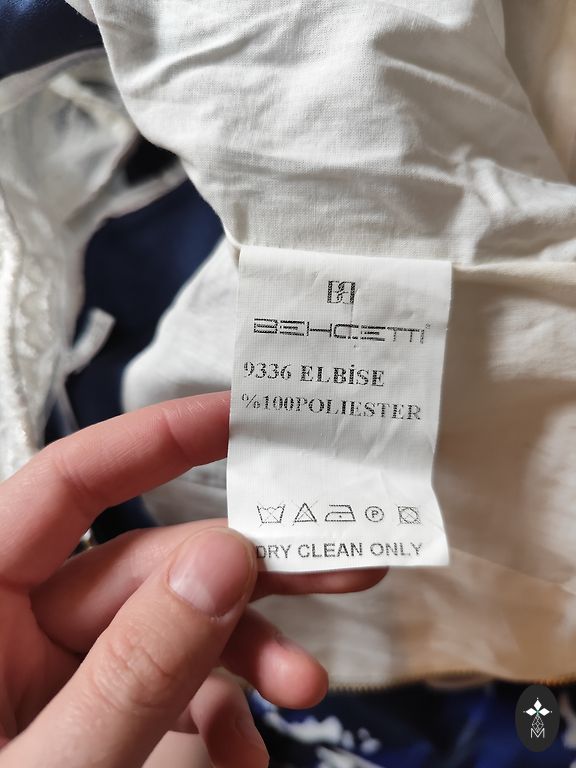 BEHCETTI
9336 ELBİSE
%100POLIESTER
P
DRY CLEAN ONLY
M